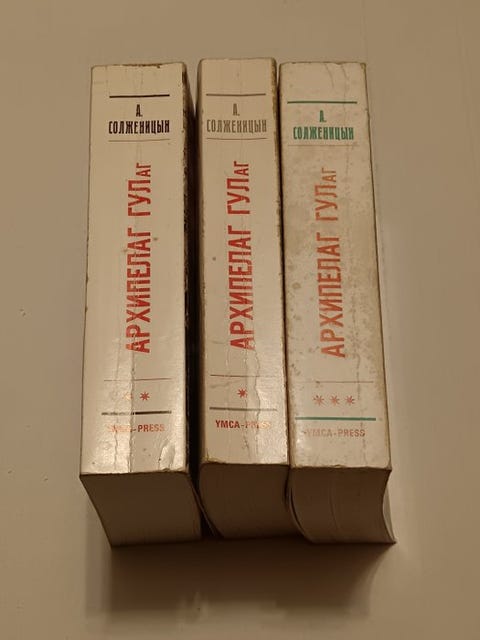 А.
СОЛЖЕНИЦЫН
АРХИПЕЛАГ ГУЛаг
* *
YMCA-PRESS
А.
СОЛЖЕНИЦЫН
АРХИПЕЛАГ ГУЛаг
*
YMCA-PRESS
А.
СОЛЖЕНИЦЫН
АРХИПЕЛАГ ГУЛаг
* * *
YMCA-PRESS